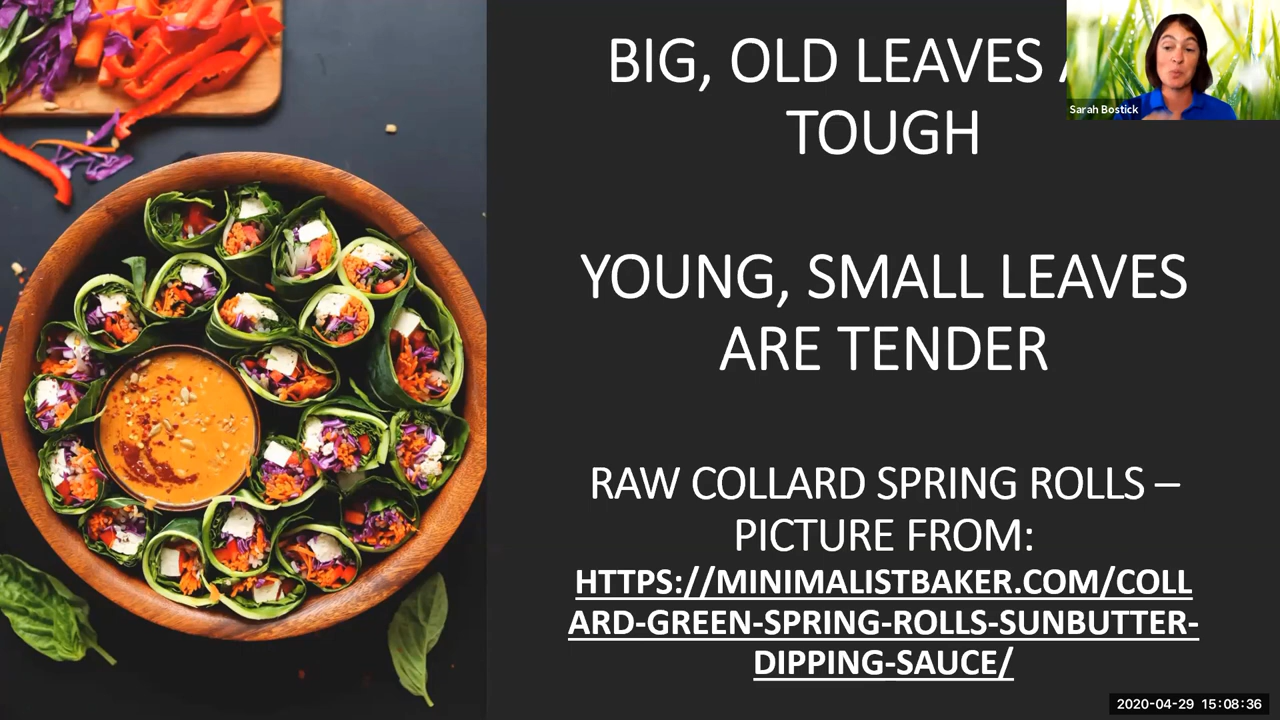 BIG, OLD LEAVES
TOUGH
Sarah Bostick
YOUNG, SMALL LEAVES
ARE TENDER
RAW COLLARD SPRING ROLLS –
PICTURE FROM:
HTTPS://MINIMALISTBAKER.COM/COLL
ARD-GREEN-SPRING-ROLLS-SUNBUTTER-
DIPPING-SAUCE/
2020-04-29 15:08:36